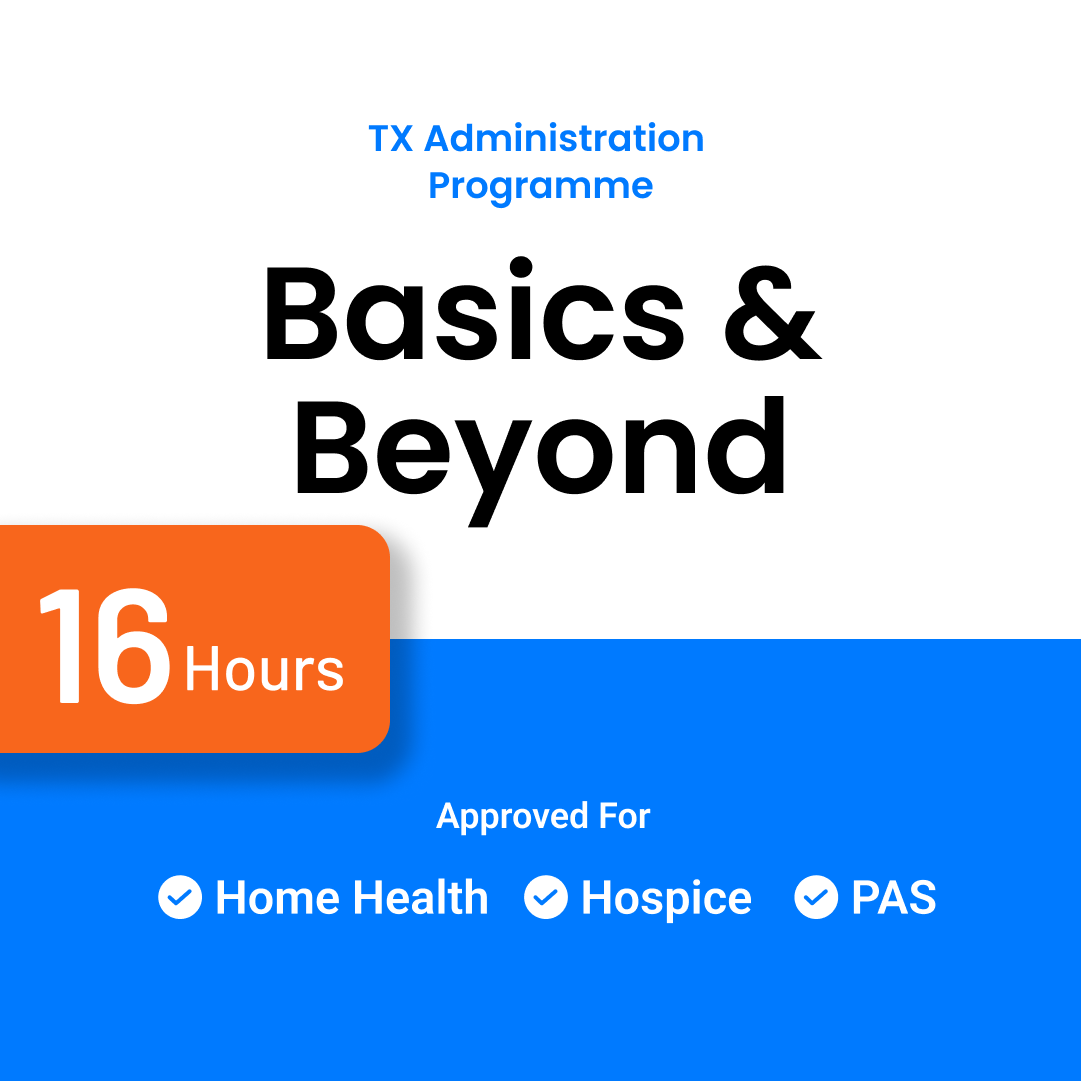 TX Administration
Programme
Basics &
Beyond
16 Hours
Approved For
Home Health Hospice PAS